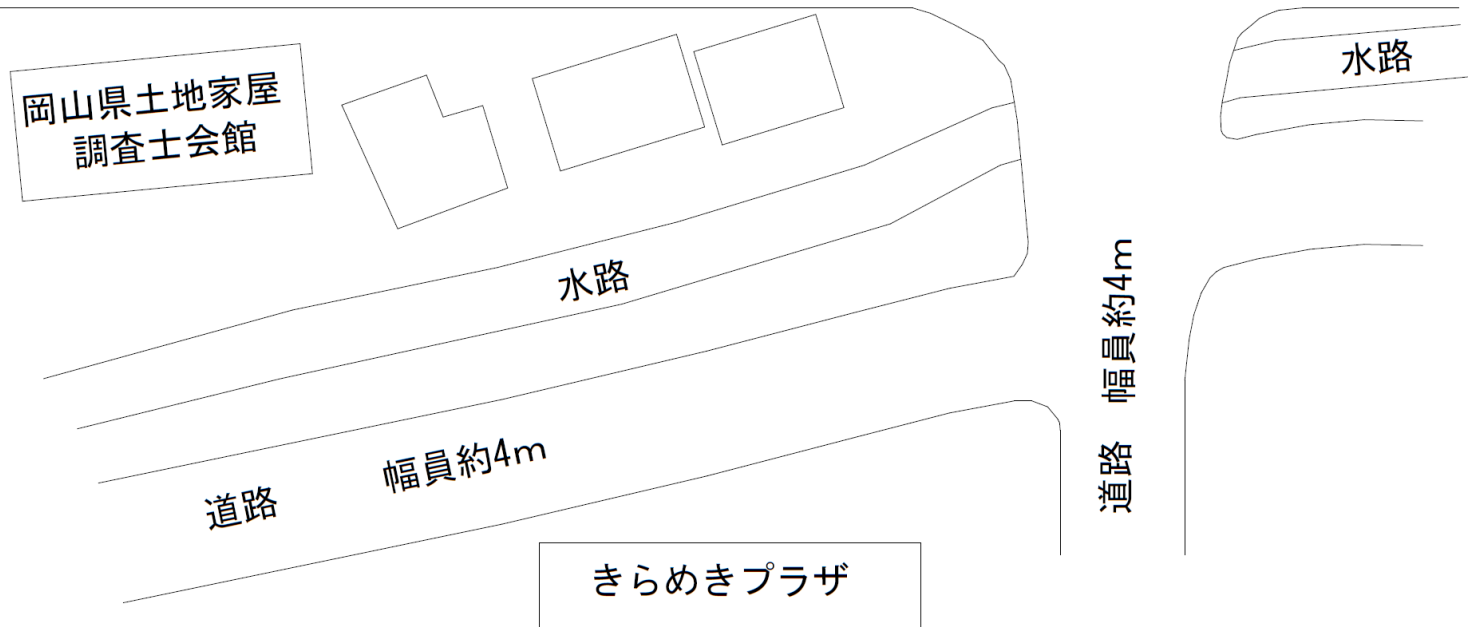 岡山県土地家屋
調査士会館
水路
水路
道路　幅員約4m
道路　幅員約4m
きらめきプラザ